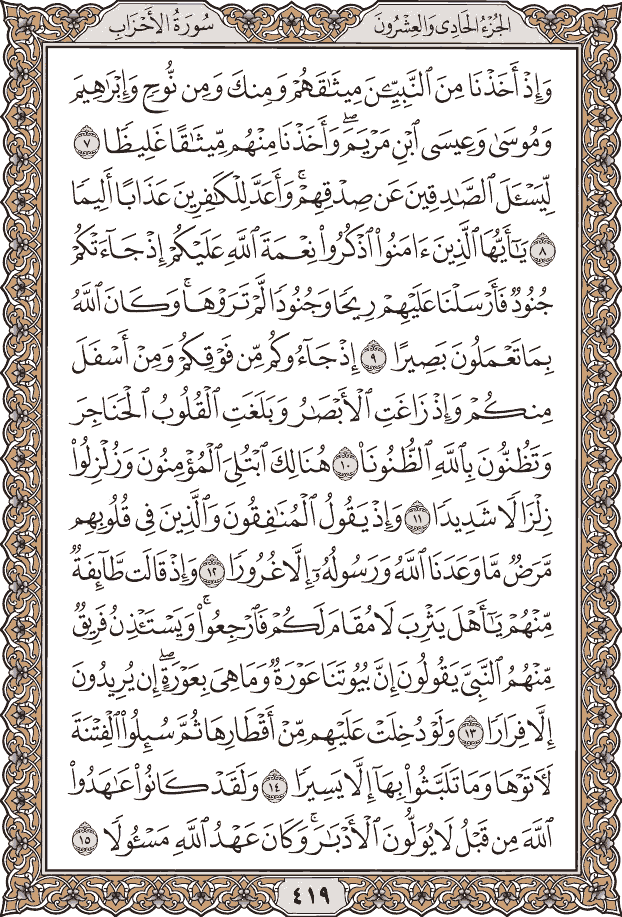 الجُزْءُ الحَادِى وَالعِشْرُونَ
سُورَةُ الأَحْزَابِ
وَإِذْ أَخَذْنَا مِنَ ٱلنَّبِيِّـۧنَ مِيثَٰقَهُمْ وَمِنكَ وَمِن نُّوحٍ وَإِبْرَٰهِيمَ
وَمُوسَىٰ وَعِيسَى ٱبْنِ مَرْيَمَۖ وَأَخَذْنَا مِنْهُم مِّيثَٰقًا غَلِيظًا ٧
لِّيَسْـَٔلَ ٱلصَّٰدِقِينَ عَن صِدْقِهِمْۚ وَأَعَدَّ لِلْكَٰفِرِينَ عَذَابًا أَلِيمًا
٨ يَٰٓأَيُّهَا ٱلَّذِينَ ءَامَنُوا۟ ٱذْكُرُوا۟ نِعْمَةَ ٱللَّهِ عَلَيْكُمْ إِذْ جَآءَتْكُمْ
جُنُودٌ فَأَرْسَلْنَا عَلَيْهِمْ رِيحًا وَجُنُودًا لَّمْ تَرَوْهَاۚ وَكَانَ ٱللَّهُ
بِمَا تَعْمَلُونَ بَصِيرًا ٩ إِذْ جَآءُوكُم مِّن فَوْقِكُمْ وَمِنْ أَسْفَلَ
مِنكُمْ وَإِذْ زَاغَتِ ٱلْأَبْصَٰرُ وَبَلَغَتِ ٱلْقُلُوبُ ٱلْحَنَاجِرَ
وَتَظُنُّونَ بِٱللَّهِ ٱلظُّنُونَا۠ ١٠ هُنَالِكَ ٱبْتُلِىَ ٱلْمُؤْمِنُونَ وَزُلْزِلُوا۟
زِلْزَالًا شَدِيدًا ١١ وَإِذْ يَقُولُ ٱلْمُنَٰفِقُونَ وَٱلَّذِينَ فِى قُلُوبِهِم
مَّرَضٌ مَّا وَعَدَنَا ٱللَّهُ وَرَسُولُهُۥٓ إِلَّا غُرُورًا ١٢ وَإِذْ قَالَت طَّآئِفَةٌ
مِّنْهُمْ يَٰٓأَهْلَ يَثْرِبَ لَا مُقَامَ لَكُمْ فَٱرْجِعُوا۟ۚ وَيَسْتَـْٔذِنُ فَرِيقٌ
مِّنْهُمُ ٱلنَّبِىَّ يَقُولُونَ إِنَّ بُيُوتَنَا عَوْرَةٌ وَمَا هِىَ بِعَوْرَةٍۖ إِن يُرِيدُونَ
إِلَّا فِرَارًا ١٣ وَلَوْ دُخِلَتْ عَلَيْهِم مِّنْ أَقْطَارِهَا ثُمَّ سُئِلُوا۟ ٱلْفِتْنَةَ
لَـَٔاتَوْهَا وَمَا تَلَبَّثُوا۟ بِهَآ إِلَّا يَسِيرًا ١٤ وَلَقَدْ كَانُوا۟ عَٰهَدُوا۟
ٱللَّهَ مِن قَبْلُ لَا يُوَلُّونَ ٱلْأَدْبَٰرَۚ وَكَانَ عَهْدُ ٱللَّهِ مَسْـُٔولًا ١٥
٤١٩